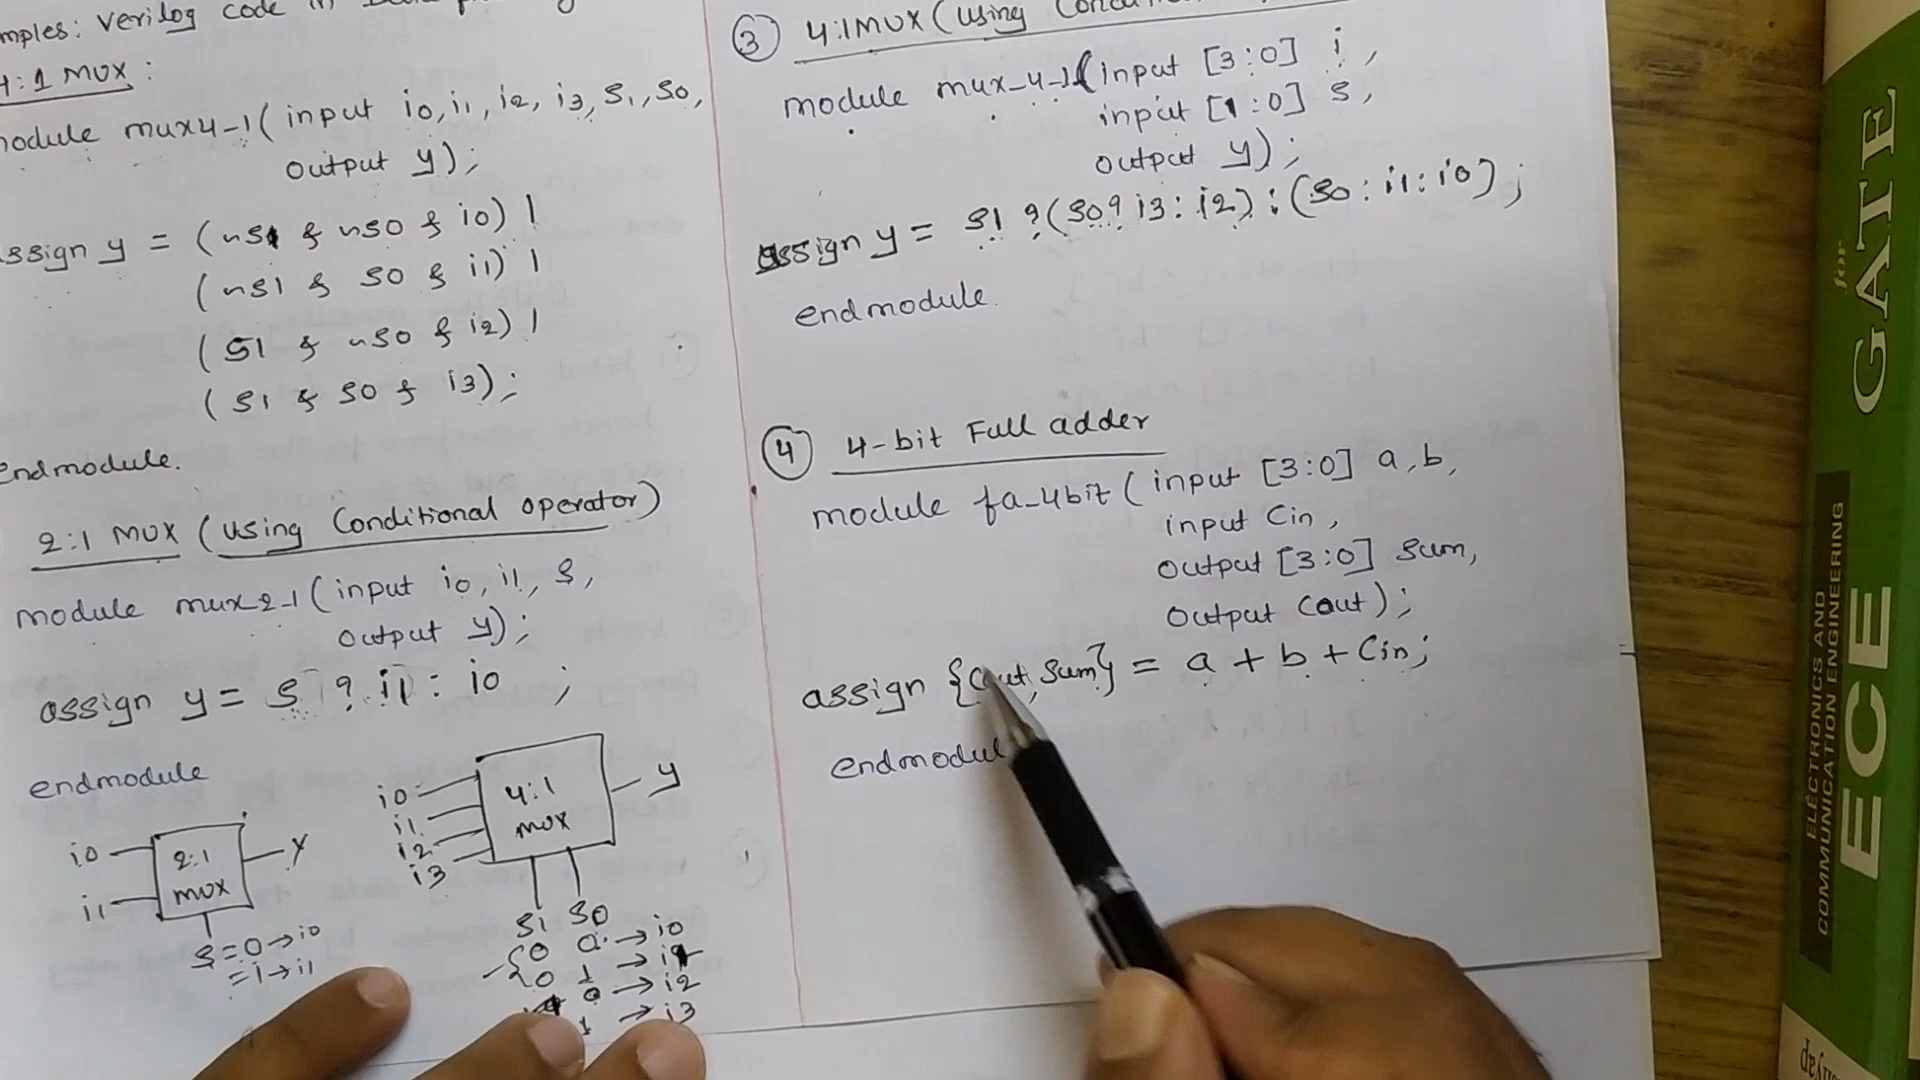 mples: Verilog code in
4:1 MUX:
module mux4-1(input i0, i1, i2, i3, S1, S0,
output y);
assign y = (~S1 & ~S0 & i0) |
(~S1 & S0 & i1) |
(S1 & ~S0 & i2) |
(S1 & S0 & i3);
endmodule.
2:1 MUX (Using Conditional operator)
module mux2-1(input i0, i1, S,
output y);
assign y = S ? i1 : i0 ;
endmodule
i0
i1
2:1
mux
Y
S=0→i0
=1→i1
i0
i1
i2
i3
4:1
mux
y
S1 S0
0 0 → i0
0 1 → i1
1 0 → i2
1 → i3
③ 4:1MUX (Using
module mux_4-1(input [3:0] i,
input [1:0] S,
output y);
assign y = S1 ? (S0? i3: i2) : (S0 : i1 : i0);
endmodule.
④ 4-bit Full adder
module fa_4bit (input [3:0] a, b,
input Cin,
output [3:0] Sum,
output Cout);
assign {Cout, Sum} = a + b + Cin;
endmodul
for
GATE
ELECTRONICS AND
COMMUNICATION ENGINEERING
ECE